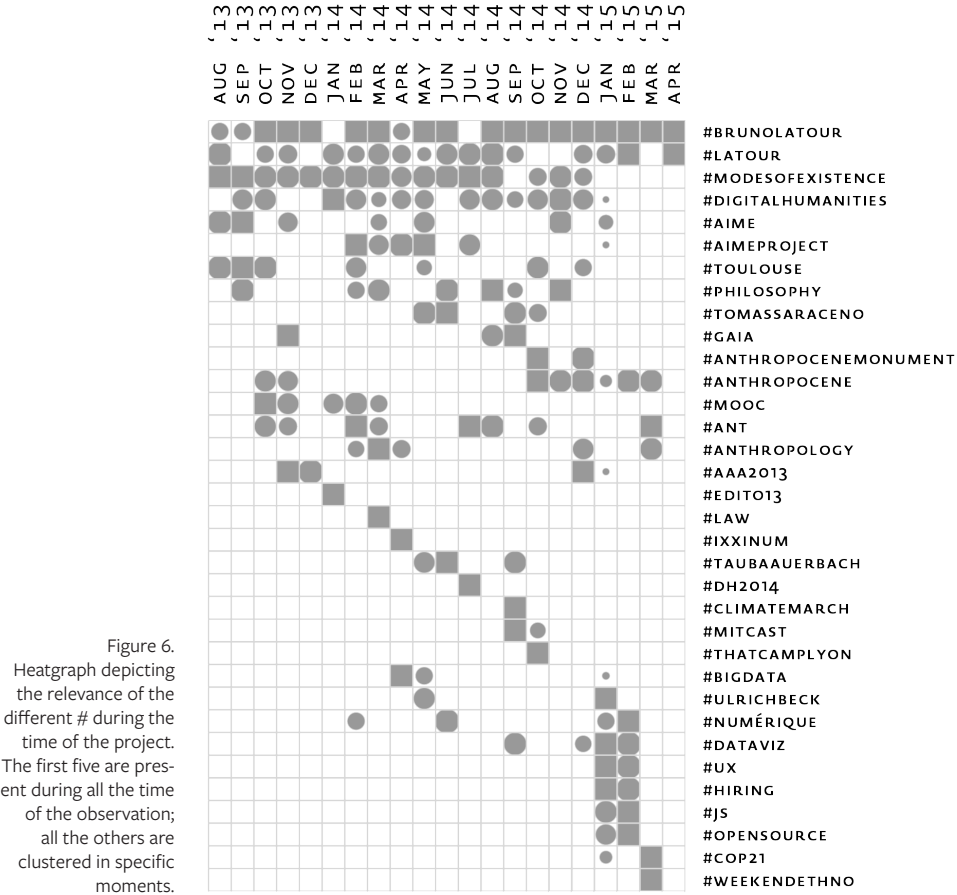 AUG ‘13
SEP ‘13
OCT ‘13
NOV ‘13
DEC ‘13
JAN ‘14
FEB ‘14
MAR ‘14
APR ‘14
MAY ‘14
JUN ‘14
JUL ‘14
AUG ‘14
SEP ‘14
OCT ‘14
NOV ‘14
DEC ‘14
JAN ‘15
FEB ‘15
MAR ‘15
APR ‘15
#BRUNOLATOUR
#LATOUR
#MODESOFEXISTENCE
#DIGITALHUMANITIES
#AIME
#AIMEPROJECT
#TOULOUSE
#PHILOSOPHY
#TOMASSARACENO
#GAIA
#ANTHROPOCENEMONUMENT
#ANTHROPOCENE
#MOOC
#ANT
#ANTHROPOLOGY
#AAA2013
#EDITO13
#LAW
#IXXINUM
#TAUBAAUERBACH
#DH2014
#CLIMATEMARCH
#MITCAST
#THATCAMPLYON
#BIGDATA
#ULRICHBECK
#NUMÉRIQUE
#DATAVIZ
#UX
#HIRING
#JS
#OPENSOURCE
#COP21
#WEEKENDETHNO
Figure 6.
Heatgraph depicting
the relevance of the
different # during the
time of the project.
The first five are pres-
ent during all the time
of the observation;
all the others are
clustered in specific
moments.